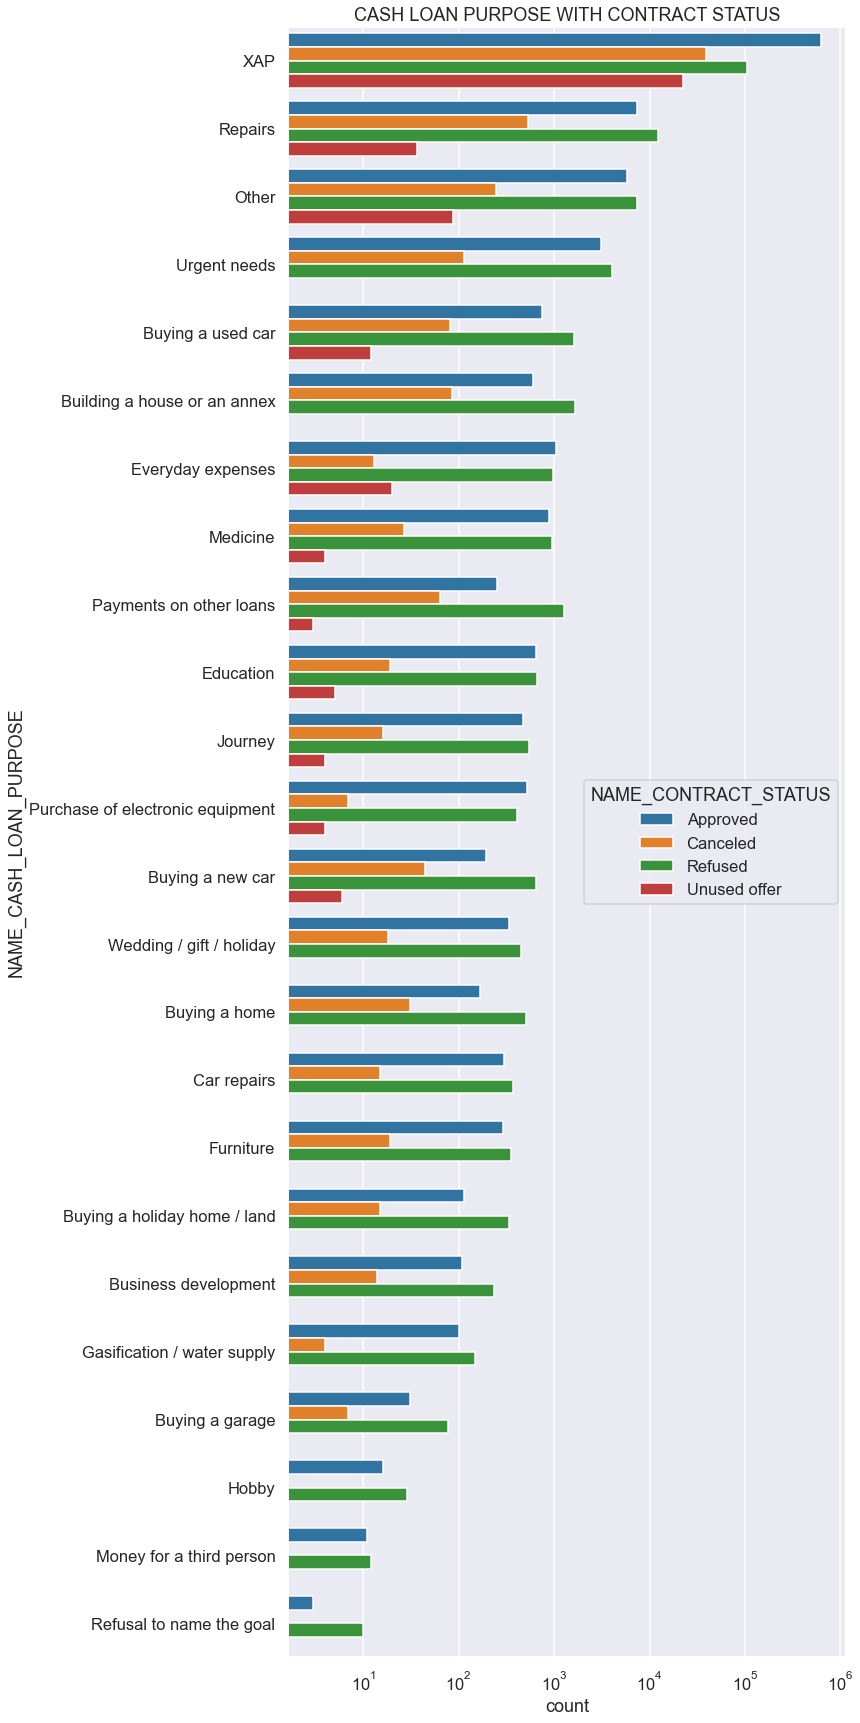 CASH LOAN PURPOSE WITH CONTRACT STATUS
NAME_CASH_LOAN_PURPOSE
XAP
Repairs
Other
Urgent needs
Buying a used car
Building a house or an annex
Everyday expenses
Medicine
Payments on other loans
Education
Journey
Purchase of electronic equipment
Buying a new car
Wedding / gift / holiday
Buying a home
Car repairs
Furniture
Buying a holiday home / land
Business development
Gasification / water supply
Buying a garage
Hobby
Money for a third person
Refusal to name the goal
NAME_CONTRACT_STATUS
Approved
Canceled
Refused
Unused offer
10¹ 10² 10³ 10⁴ 10⁵ 10⁶
count